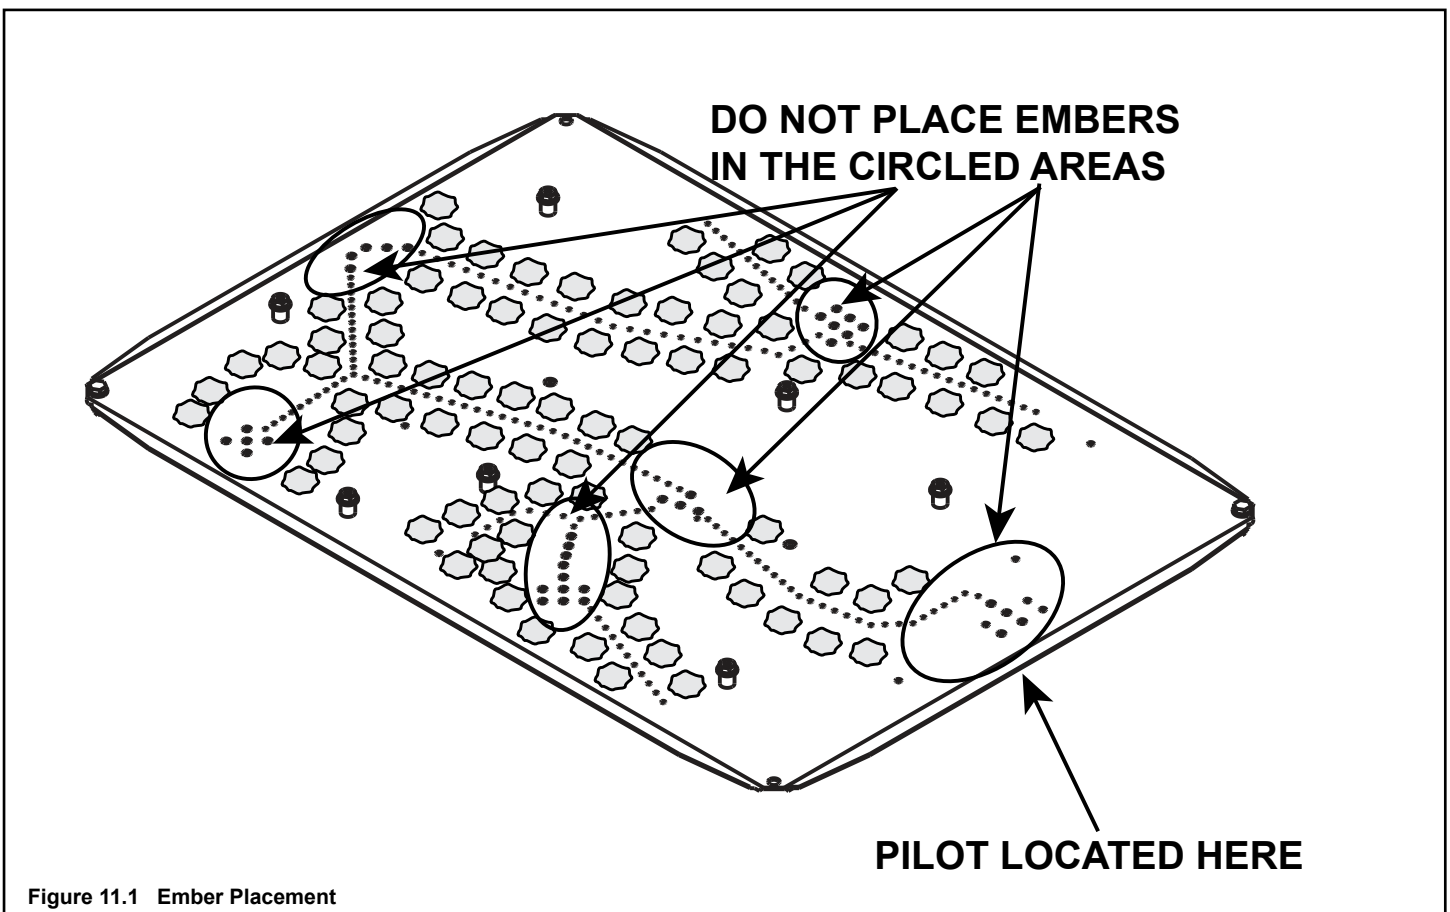 DO NOT PLACE EMBERS
IN THE CIRCLED AREAS
PILOT LOCATED HERE
Figure 11.1 Ember Placement